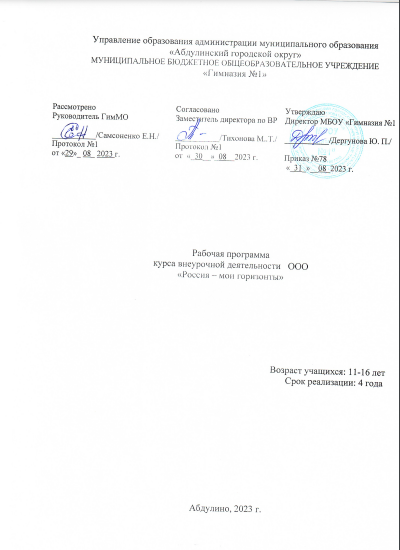 Управление образования администрации муниципального образования
«Абдулинский городской округ»
МУНИЦИПАЛЬНОЕ БЮДЖЕТНОЕ ОБЩЕОБРАЗОВАТЕЛЬНОЕ УЧРЕЖДЕНИЕ
«Гимназия №1»
Рассмотрено
Руководитель ГимМО
/Самсоненко Е.Н./
Протокол №1
от «29» 08 2023 г.
Согласовано
Заместитель директора по ВР
/Тихонова М..Т./
Протокол №1
от « 30 » 08 2023 г.
Утверждаю
Директор МБОУ «Гимназия №1
/Дергунова Ю. П./
Приказ №78
« 31 » 08 2023 г.
Рабочая программа
курса внеурочной деятельности ООО
«Россия – мои горизонты»
Возраст учащихся: 11-16 лет
Срок реализации: 4 года
Абдулино, 2023 г.